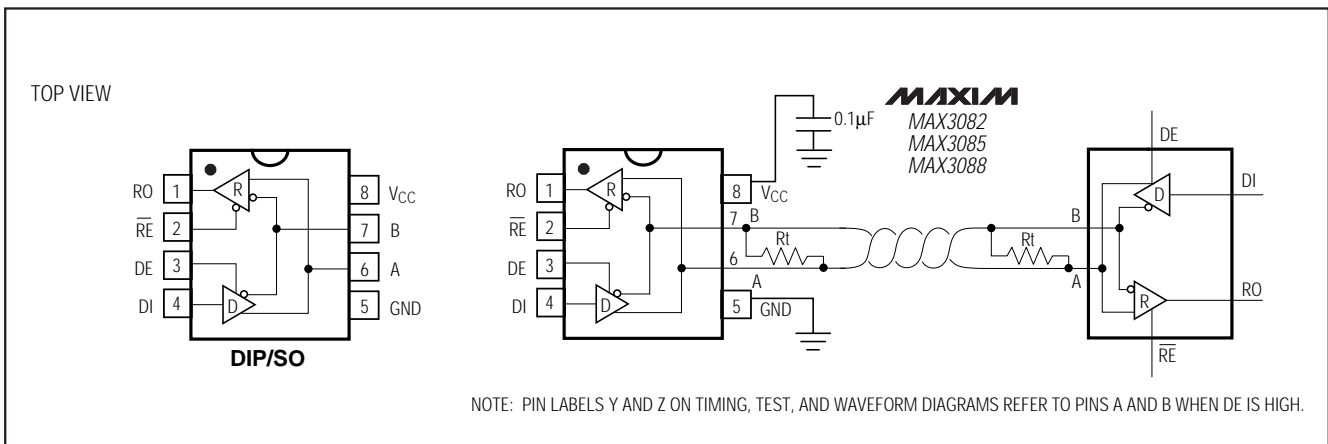 TOP VIEW
RO 1
R̅E̅ 2
DE 3
DI 4
R
D
8 VCC
7 B
6 A
5 GND
DIP/SO
RO 1
R̅E̅ 2
DE 3
DI 4
R
D
0.1µF
8 VCC
7 B
Rt
6 A
5 GND
MAXIM
MAX3082
MAX3085
MAX3088
Rt
B
A
DE
D
DI
R
RO
R̅E̅
NOTE: PIN LABELS Y AND Z ON TIMING, TEST, AND WAVEFORM DIAGRAMS REFER TO PINS A AND B WHEN DE IS HIGH.